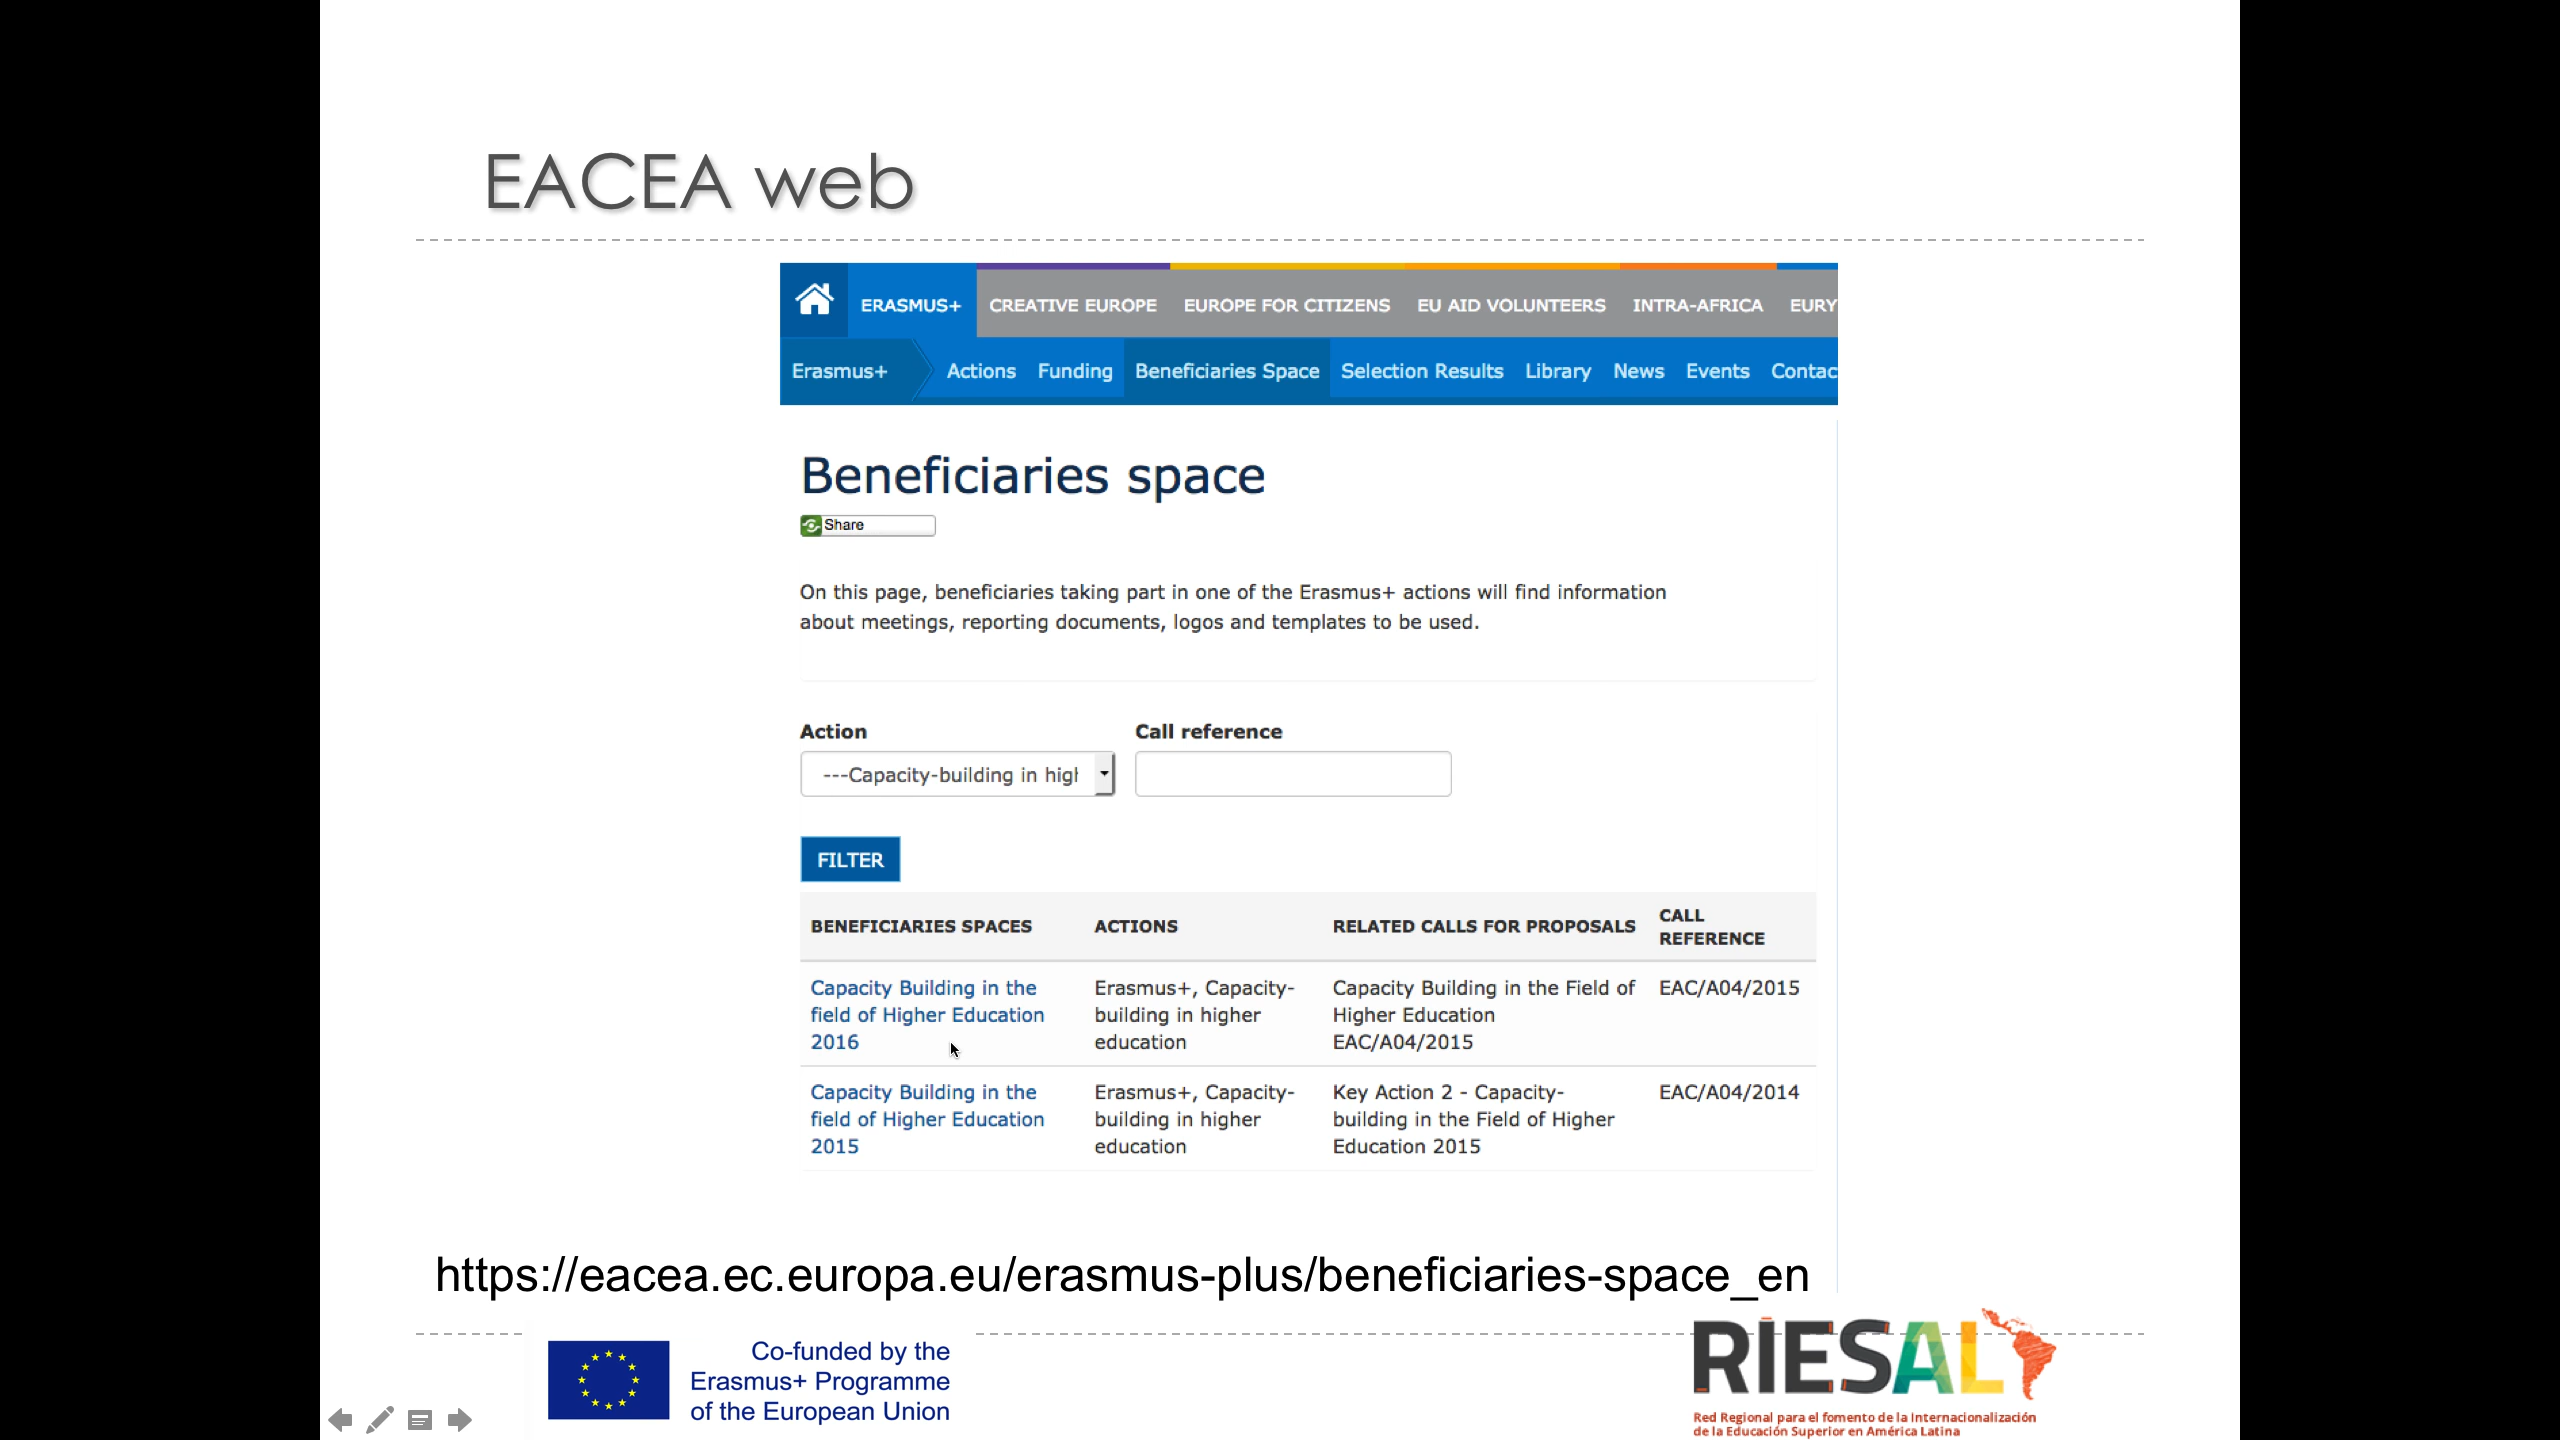 EACEA web
ERASMUS+ CREATIVE EUROPE EUROPE FOR CITIZENS EU AID VOLUNTEERS INTRA-AFRICA EURY
Erasmus+ Actions Funding Beneficiaries Space Selection Results Library News Events Contac
Beneficiaries space
Share
On this page, beneficiaries taking part in one of the Erasmus+ actions will find information
about meetings, reporting documents, logos and templates to be used.
Action Call reference
---Capacity-building in high
FILTER
BENEFICIARIES SPACES ACTIONS RELATED CALLS FOR PROPOSALS CALL
REFERENCE
Capacity Building in the Erasmus+, Capacity- Capacity Building in the Field of EAC/A04/2015
field of Higher Education building in higher Higher Education
2016 education EAC/A04/2015
Capacity Building in the Erasmus+, Capacity- Key Action 2 - Capacity- EAC/A04/2014
field of Higher Education building in higher building in the Field of Higher
2015 education Education 2015
https://eacea.ec.europa.eu/erasmus-plus/beneficiaries-space_en
Co-funded by the
Erasmus+ Programme
of the European Union
RIESAL
Red Regional para el fomento de la Internacionalización
de la Educación Superior en América Latina